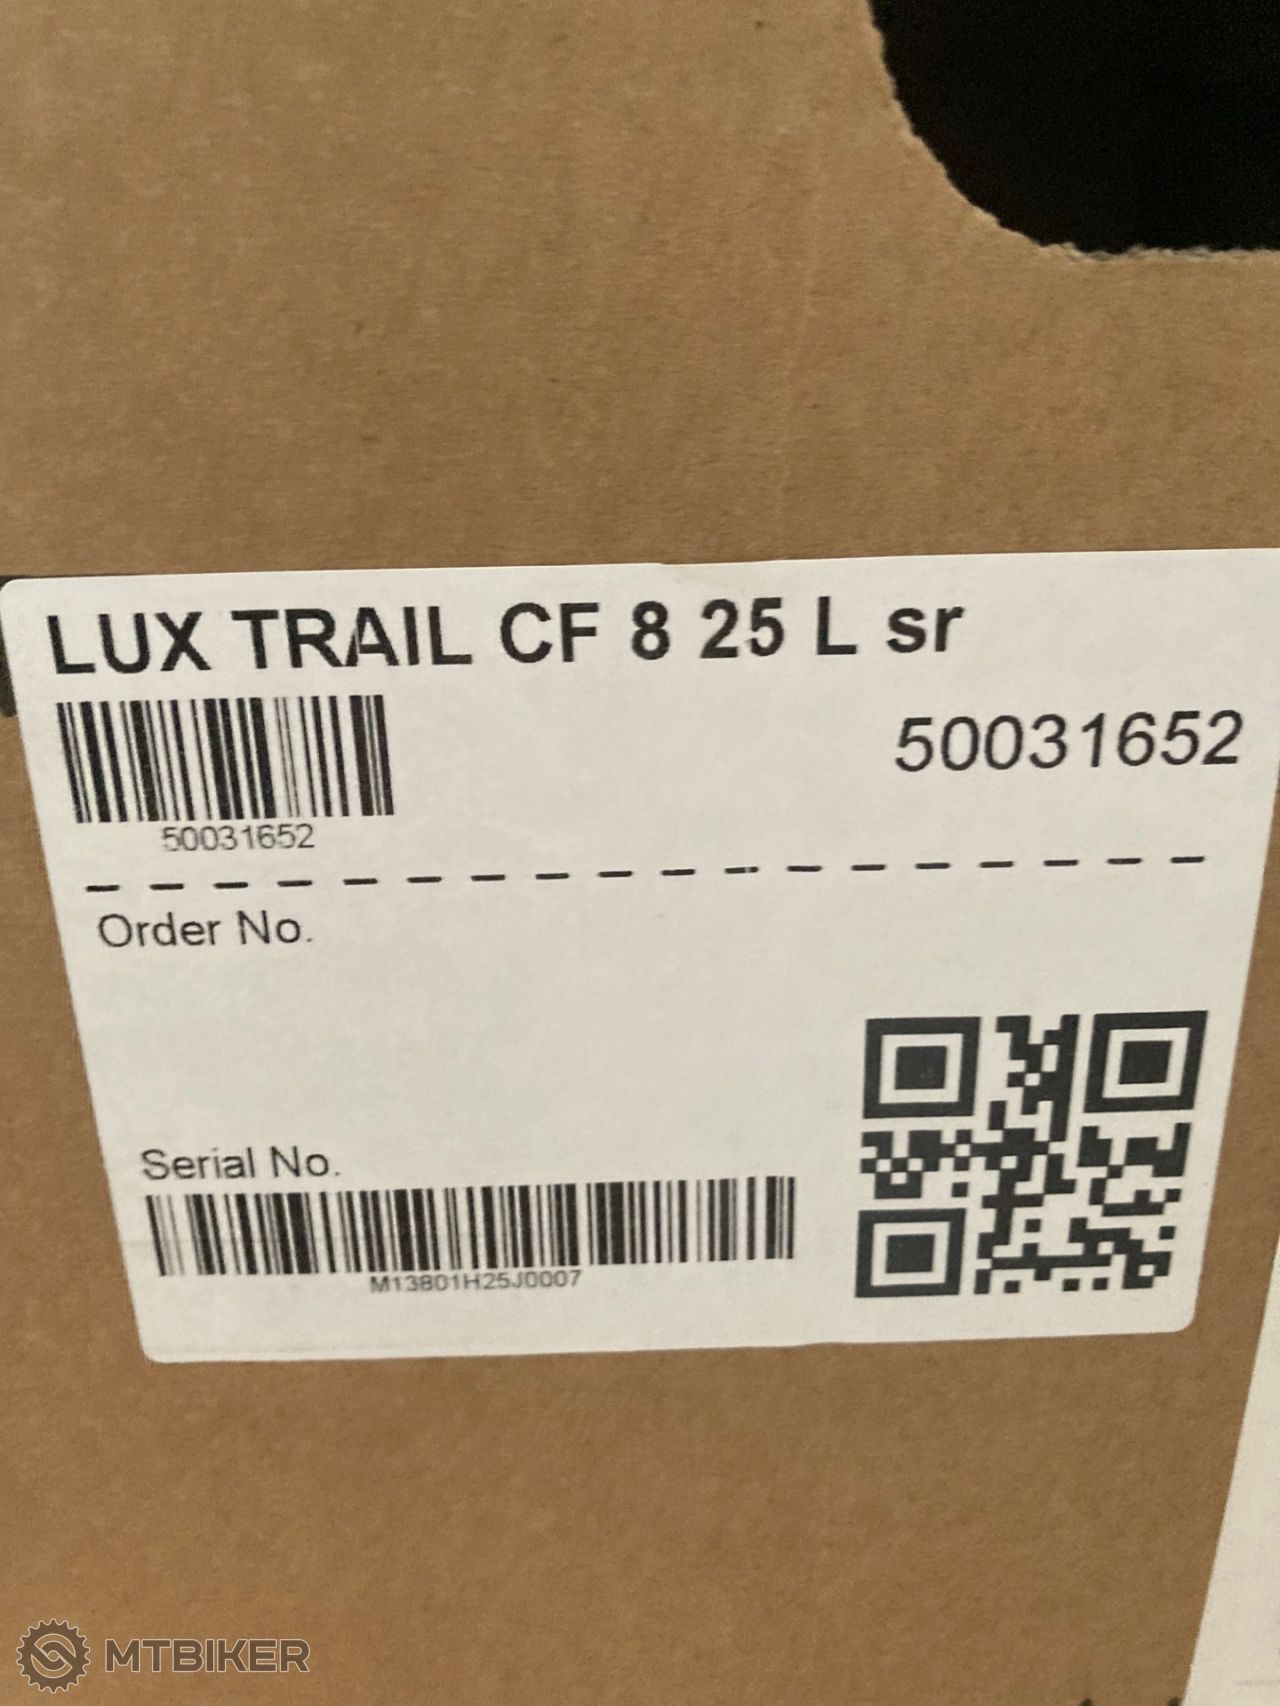 LUX TRAIL CF 8 25 L sr
50031652
50031652
Order No.
Serial No.
M13801H25J0007
MTBIKER